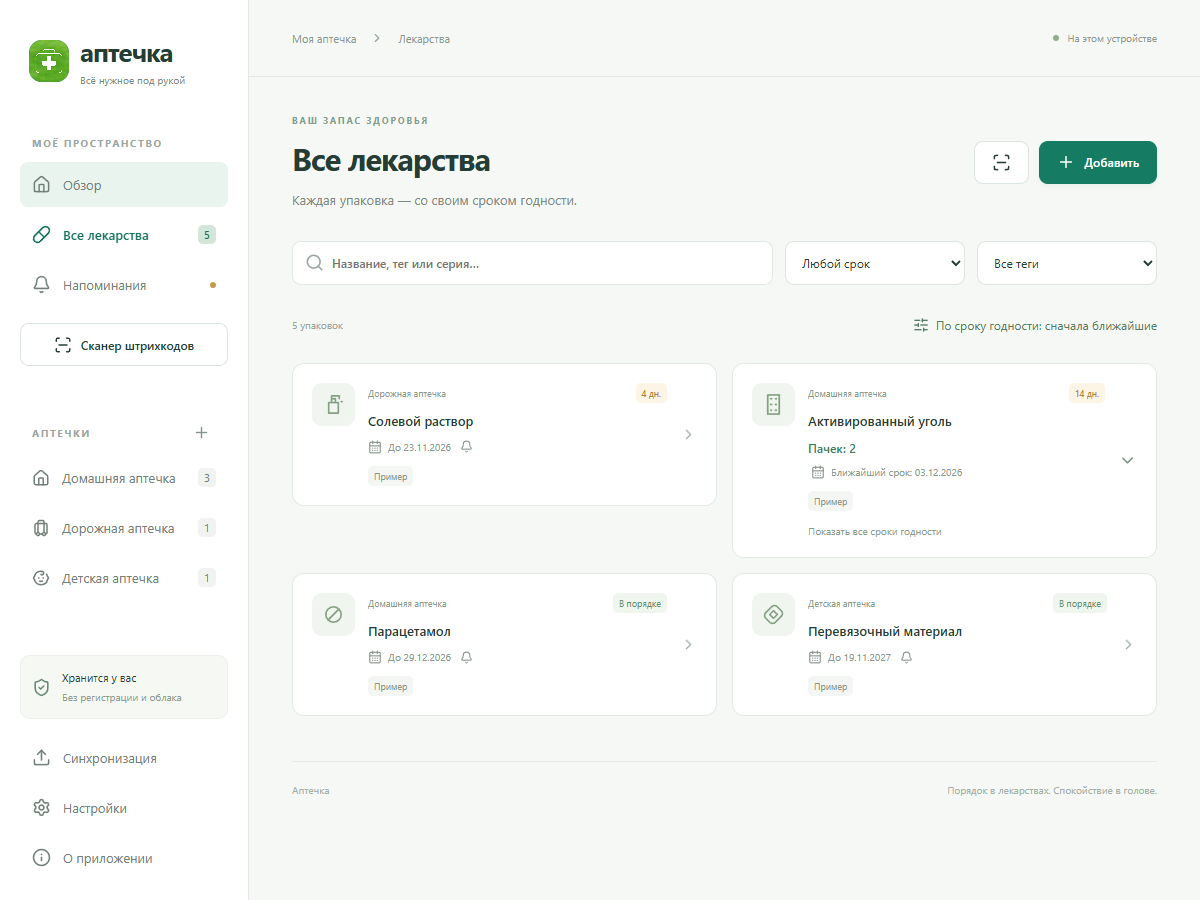 аптечка
Всё нужное под рукой
МОЁ ПРОСТРАНСТВО
Обзор
Все лекарства 5
Напоминания
Сканер штрихкодов
АПТЕЧКИ
Домашняя аптечка 3
Дорожная аптечка 1
Детская аптечка 1
Хранится у вас
Без регистрации и облака
Синхронизация
Настройки
О приложении
Моя аптечка > Лекарства
На этом устройстве
ВАШ ЗАПАС ЗДОРОВЬЯ
Все лекарства
Каждая упаковка — со своим сроком годности.
+ Добавить
Название, тег или серия...
Любой срок
Все теги
5 упаковок
По сроку годности: сначала ближайшие
Дорожная аптечка 4 дн.
Солевой раствор
До 23.11.2026
Пример
Домашняя аптечка 14 дн.
Активированный уголь
Пачек: 2
Ближайший срок: 03.12.2026
Пример
Показать все сроки годности
Домашняя аптечка В порядке
Парацетамол
До 29.12.2026
Пример
Детская аптечка В порядке
Перевязочный материал
До 19.11.2027
Пример
Аптечка
Порядок в лекарствах. Спокойствие в голове.